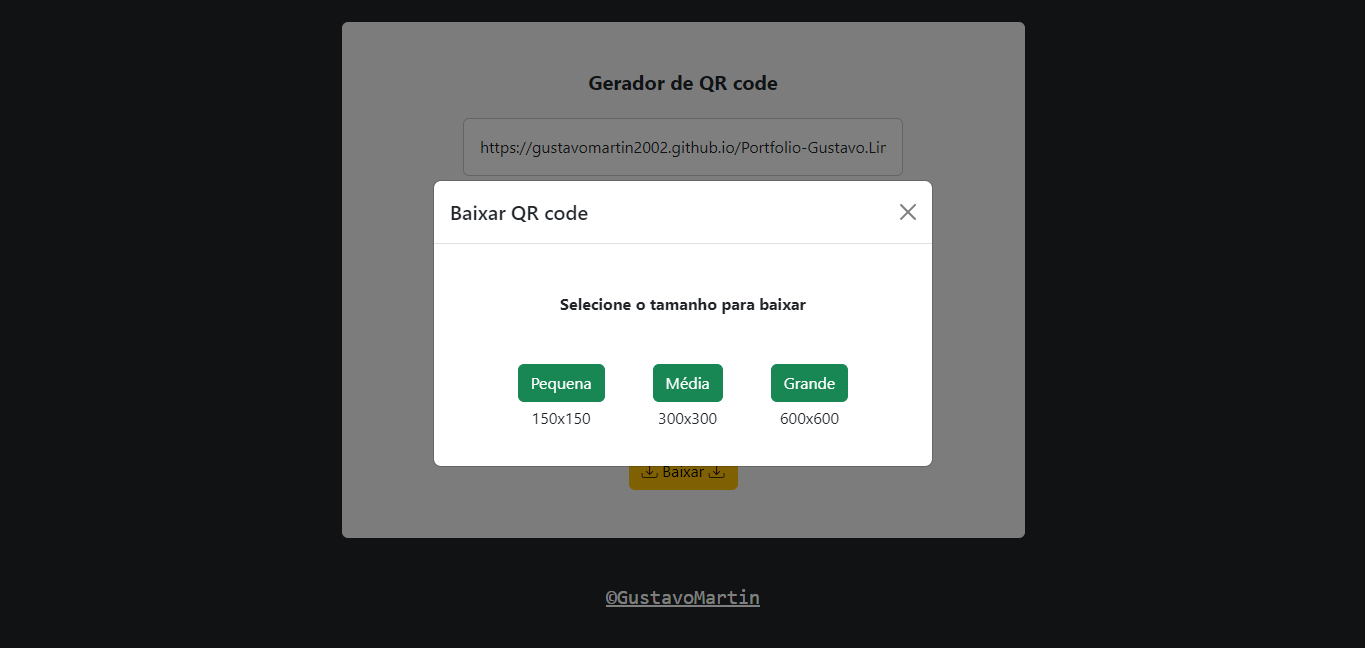 Gerador de QR code
https://gustavomartin2002.github.io/Portfolio-Gustavo.Lin
Baixar QR code
Selecione o tamanho para baixar
Pequena Média Grande
150x150 300x300 600x600
Baixar
©GustavoMartin